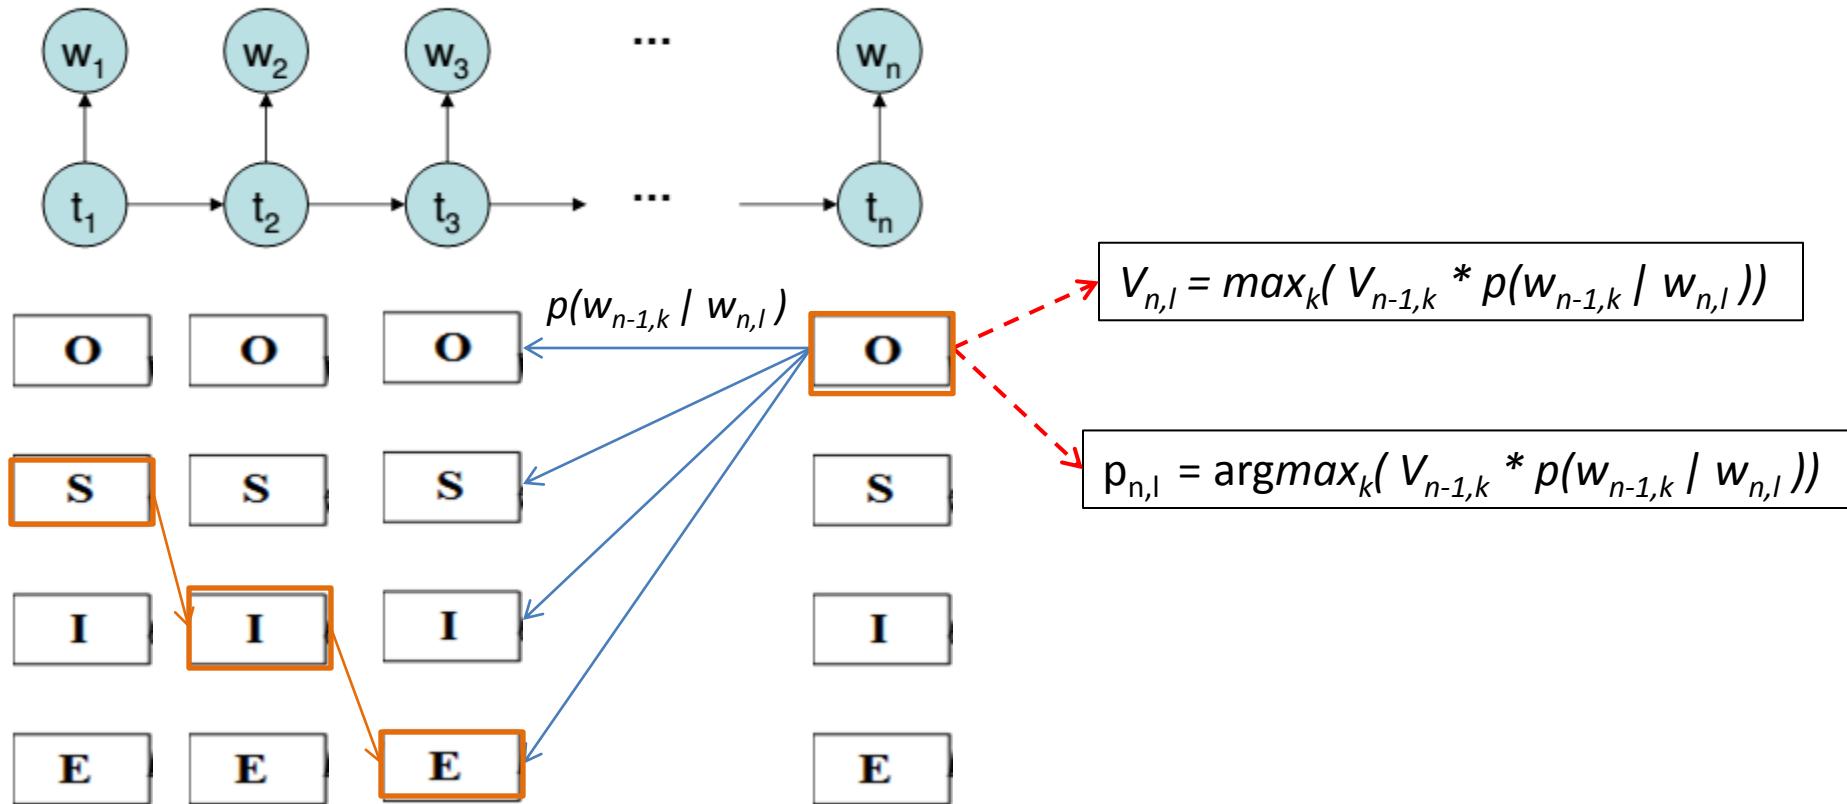 w₁ w₂ w₃ ... wₙ
t₁ t₂ t₃ ... tₙ
Vₙ,ₗ = maxₖ( Vₙ₋₁,ₖ * p(wₙ₋₁,ₖ | wₙ,ₗ ))
p(wₙ₋₁,ₖ | wₙ,ₗ )
O O O O
pₙ,ₗ = argmaxₖ( Vₙ₋₁,ₖ * p(wₙ₋₁,ₖ | wₙ,ₗ ))
S S S S
I I I I
E E E E